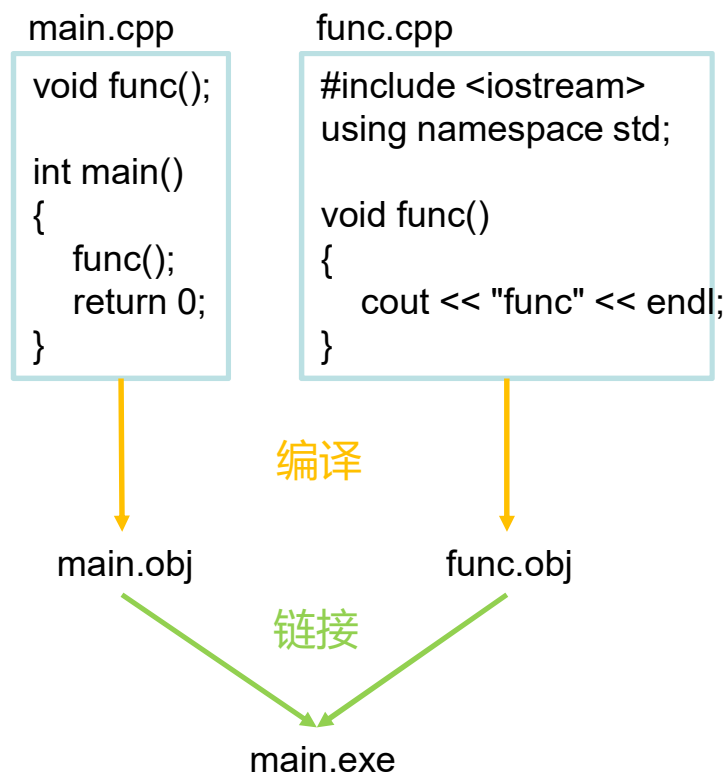 main.cpp
void func();
int main()
{
func();
return 0;
}
func.cpp
#include <iostream>
using namespace std;
void func()
{
cout << "func" << endl;
}
编译
main.obj
func.obj
链接
main.exe